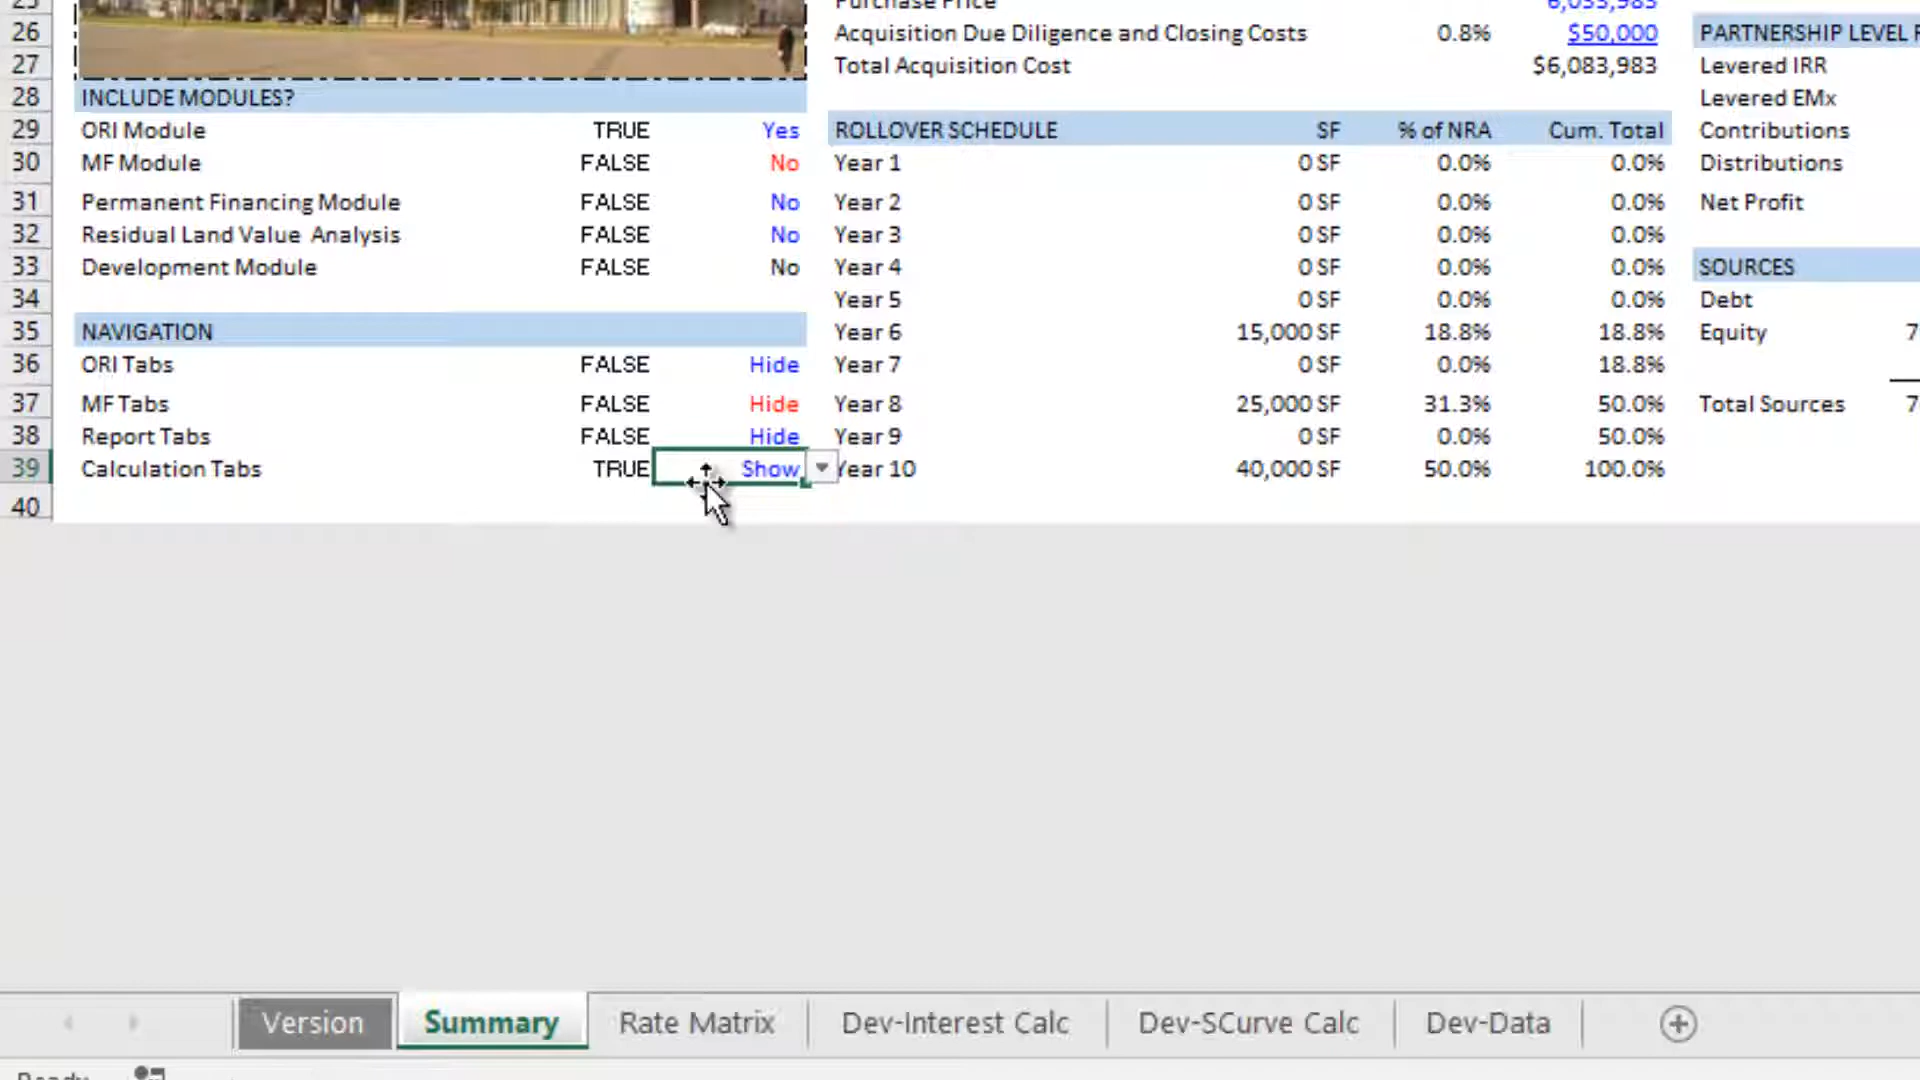 25 Purchase Price 6,033,983
26 Acquisition Due Diligence and Closing Costs 0.8% $50,000 PARTNERSHIP LEVEL
27 Total Acquisition Cost $6,083,983 Levered IRR
28 INCLUDE MODULES? Levered EMx
29 ORI Module TRUE Yes ROLLOVER SCHEDULE SF % of NRA Cum. Total Contributions
30 MF Module FALSE No Year 1 0 SF 0.0% 0.0% Distributions
31 Permanent Financing Module FALSE No Year 2 0 SF 0.0% 0.0% Net Profit
32 Residual Land Value Analysis FALSE No Year 3 0 SF 0.0% 0.0%
33 Development Module FALSE No Year 4 0 SF 0.0% 0.0% SOURCES
34 Year 5 0 SF 0.0% 0.0% Debt
35 NAVIGATION Year 6 15,000 SF 18.8% 18.8% Equity 7
36 ORI Tabs FALSE Hide Year 7 0 SF 0.0% 18.8%
37 MF Tabs FALSE Hide Year 8 25,000 SF 31.3% 50.0% Total Sources 7
38 Report Tabs FALSE Hide Year 9 0 SF 0.0% 50.0%
39 Calculation Tabs TRUE Show Year 10 40,000 SF 50.0% 100.0%
40
Version Summary Rate Matrix Dev-Interest Calc Dev-SCurve Calc Dev-Data
Ready